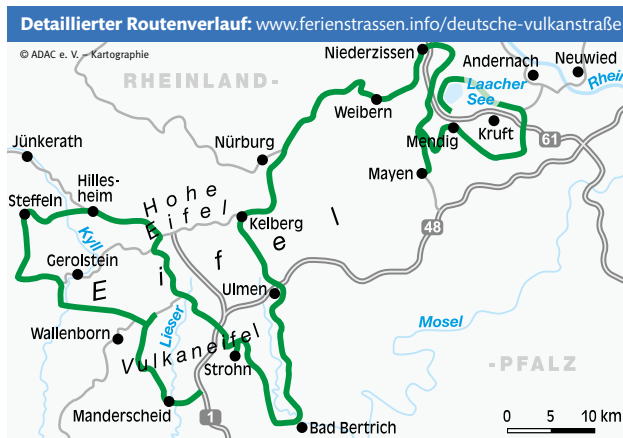 Detaillierter Routenverlauf: www.ferienstrassen.info/deutsche-vulkanstraße
© ADAC e. V. – Kartographie
Niederzissen
Andernach
Neuwied
RHEINLAND-
Laacher
See
Rhein
Weibern
Jünkerath
Nürburg
Mendig
Kruft
61
Mayen
Hilles-
heim
Steffeln
Hohe
Eifel
Kelberg
48
Kyll
Gerolstein
Eifel
Ulmen
Mosel
Wallenborn
Lieser
Vulkaneifel
Strohn
-PFALZ
Manderscheid
1
Bad Bertrich
0 5 10 km